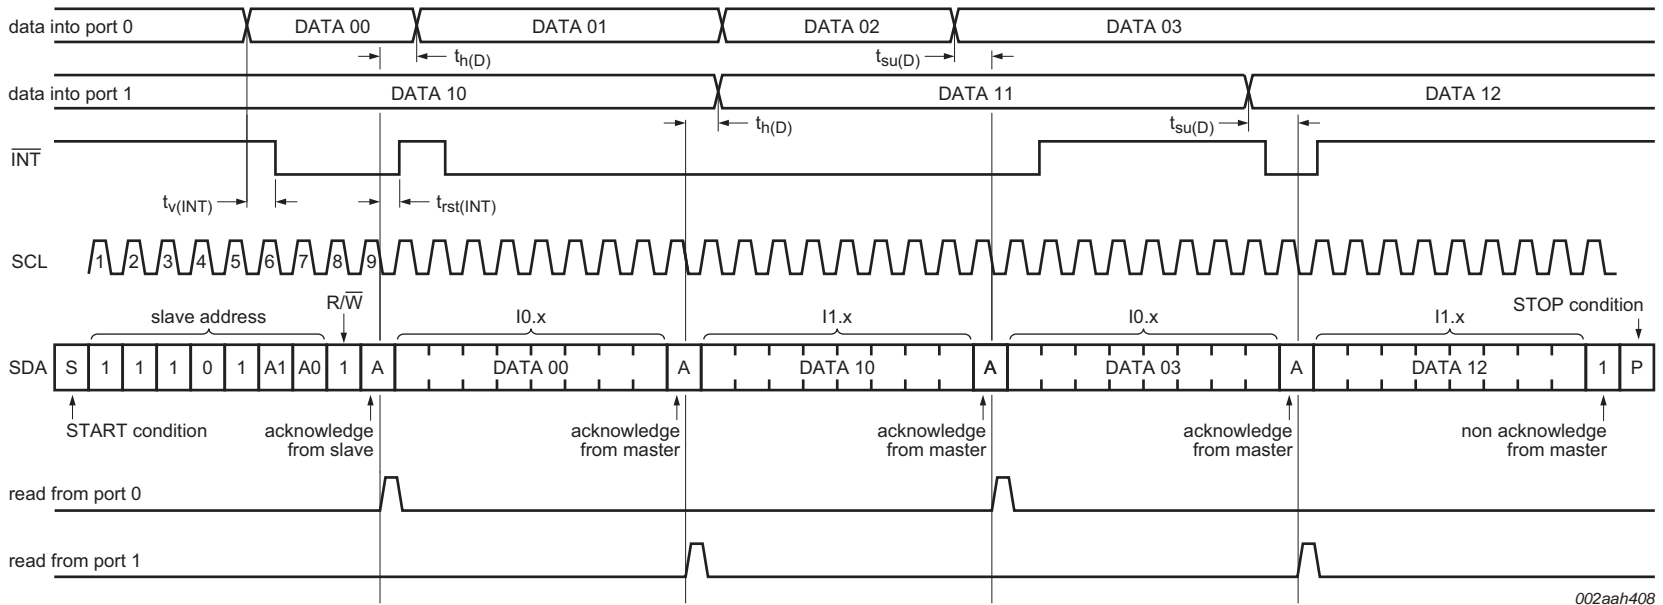 data into port 0 DATA 00 DATA 01 DATA 02 DATA 03
th(D) tsu(D)
data into port 1 DATA 10 DATA 11 DATA 12
th(D) tsu(D)
INT
tv(INT) trst(INT)
SCL 1 2 3 4 5 6 7 8 9
R/W STOP condition
slave address I0.x I1.x I0.x I1.x
SDA S 1 1 1 0 1 A1 A0 1 A DATA 00 A DATA 10 A DATA 03 A DATA 12 1 P
START condition acknowledge acknowledge acknowledge acknowledge non acknowledge
from slave from master from master from master from master
read from port 0
read from port 1
002aah408